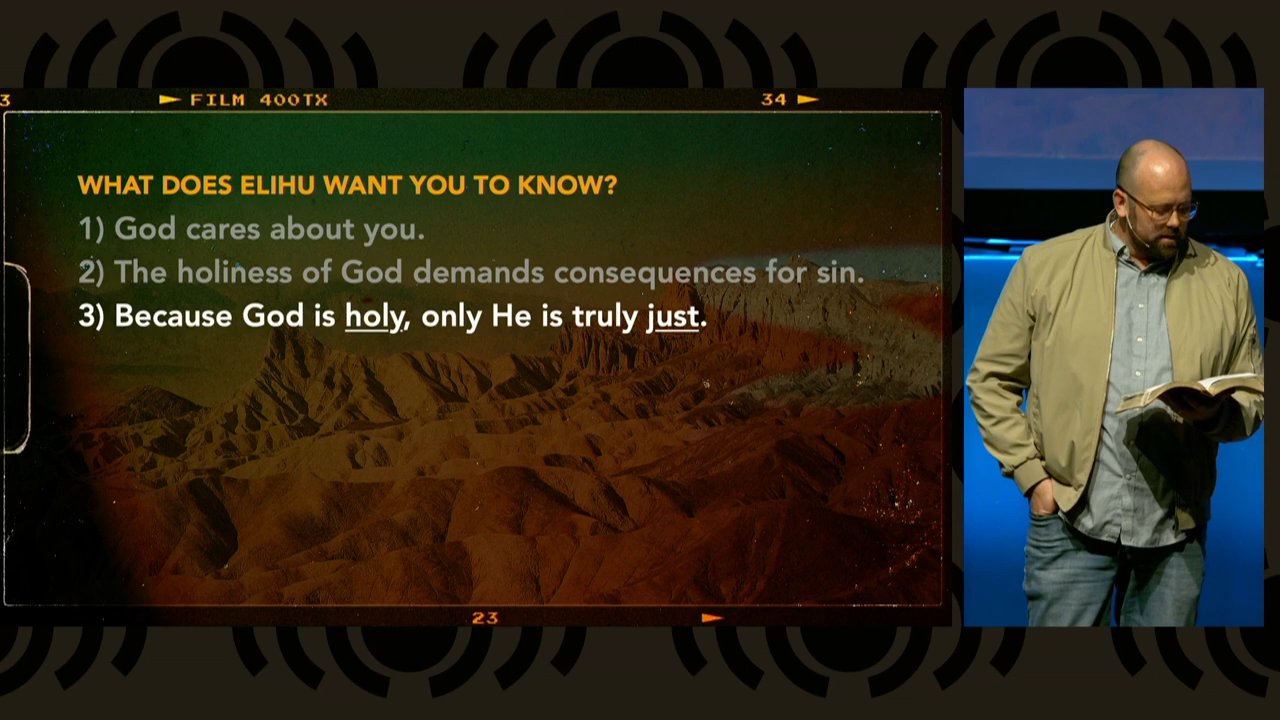 3 ► FILM 400TX 34 ►
WHAT DOES ELIHU WANT YOU TO KNOW?
1) God cares about you.
2) The holiness of God demands consequences for sin.
3) Because God is holy, only He is truly just.
23 ►